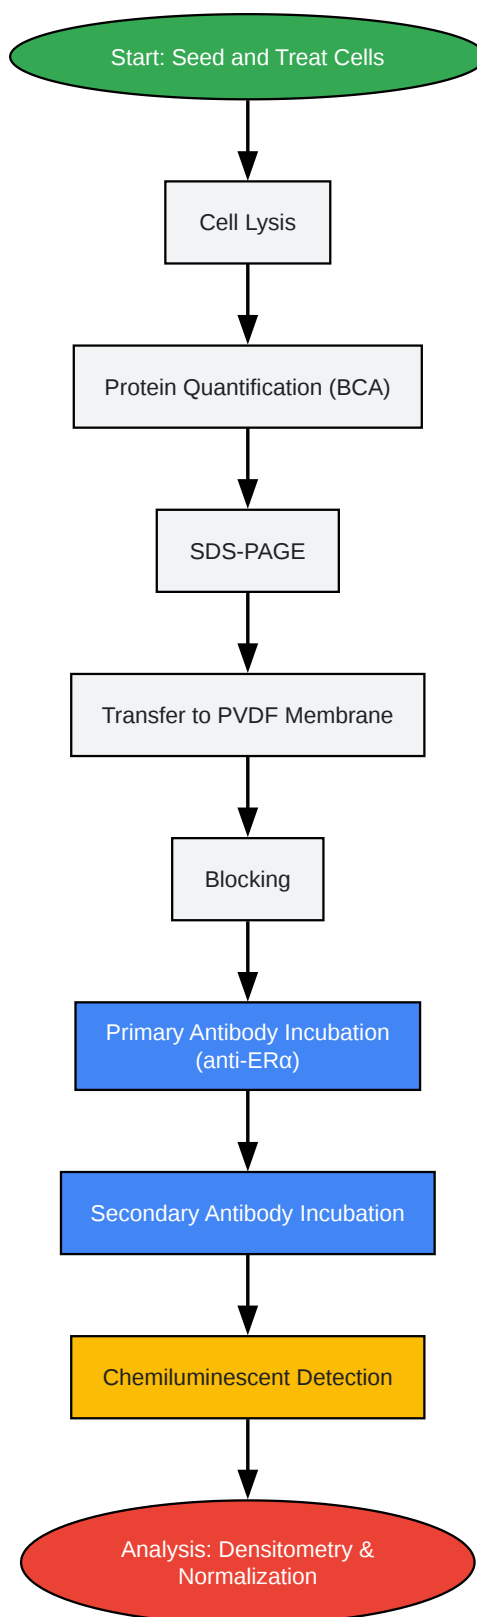 Start: Seed and Treat Cells
Cell Lysis
Protein Quantification (BCA)
SDS-PAGE
Transfer to PVDF Membrane
Blocking
Primary Antibody Incubation
(anti-ERα)
Secondary Antibody Incubation
Chemiluminescent Detection
Analysis: Densitometry &
Normalization